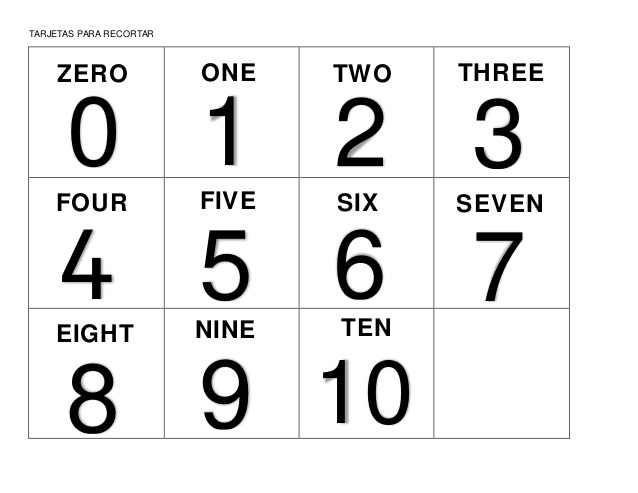 TARJETAS PARA RECORTAR
ZERO ONE TWO THREE
0 1 2 3
FOUR FIVE SIX SEVEN
4 5 6 7
EIGHT NINE TEN
8 9 10